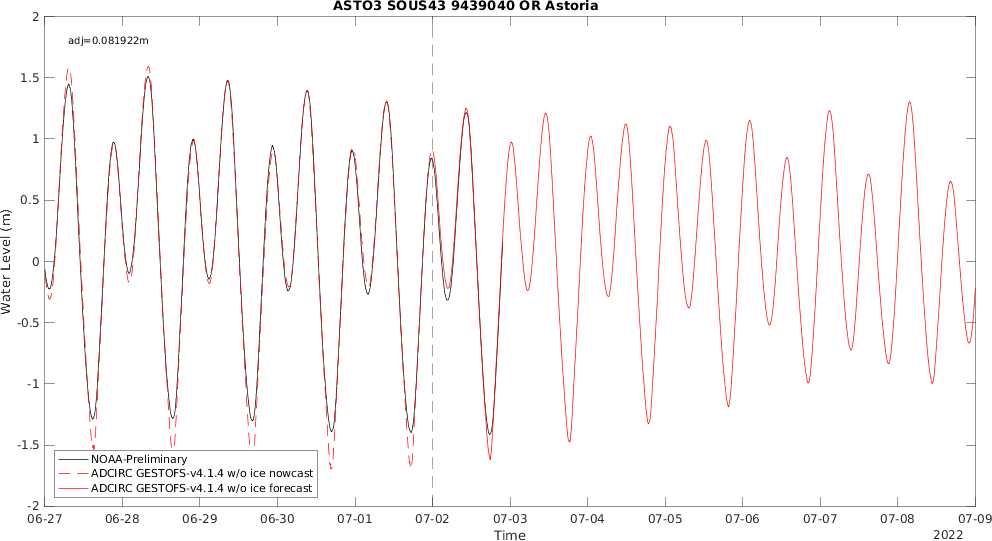 ASTO3 SOUS43 9439040 OR Astoria
adj=0.081922m
2
1.5
1
0.5
0
-0.5
-1
-1.5
-2
Water Level (m)
NOAA-Preliminary
ADCIRC GESTOFS-v4.1.4 w/o ice nowcast
ADCIRC GESTOFS-v4.1.4 w/o ice forecast
06-27 06-28 06-29 06-30 07-01 07-02 07-03 07-04 07-05 07-06 07-07 07-08 07-09
Time
2022